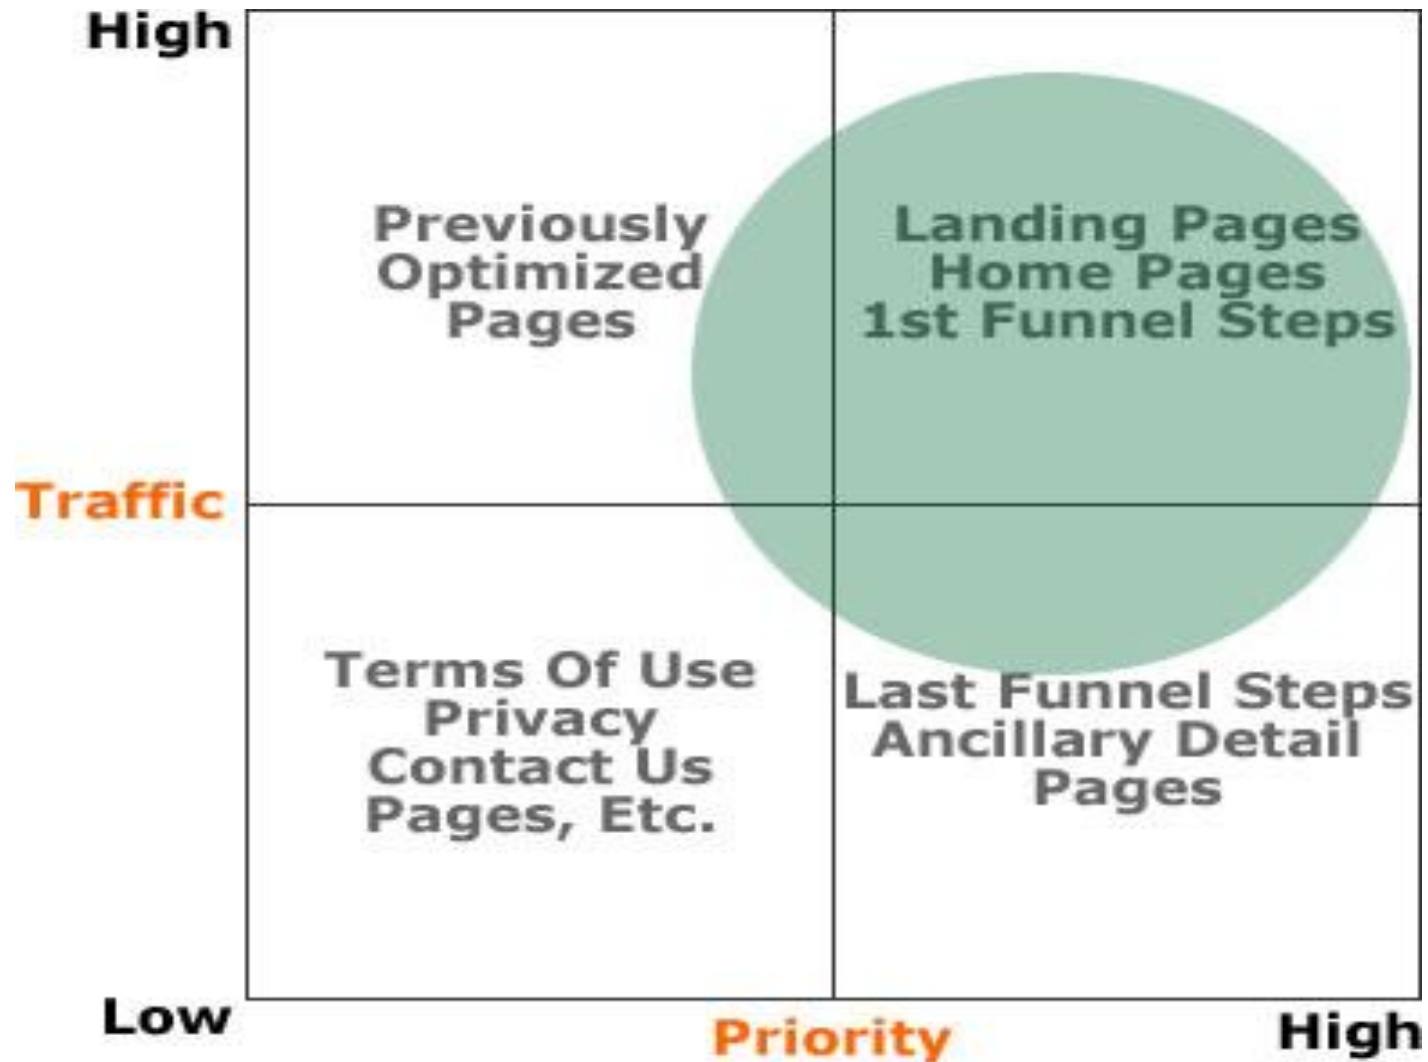 High
Previously
Optimized
Pages
Landing Pages
Home Pages
1st Funnel Steps
Traffic
Terms Of Use
Privacy
Contact Us
Pages, Etc.
Last Funnel Steps
Ancillary Detail
Pages
Low
Priority
High